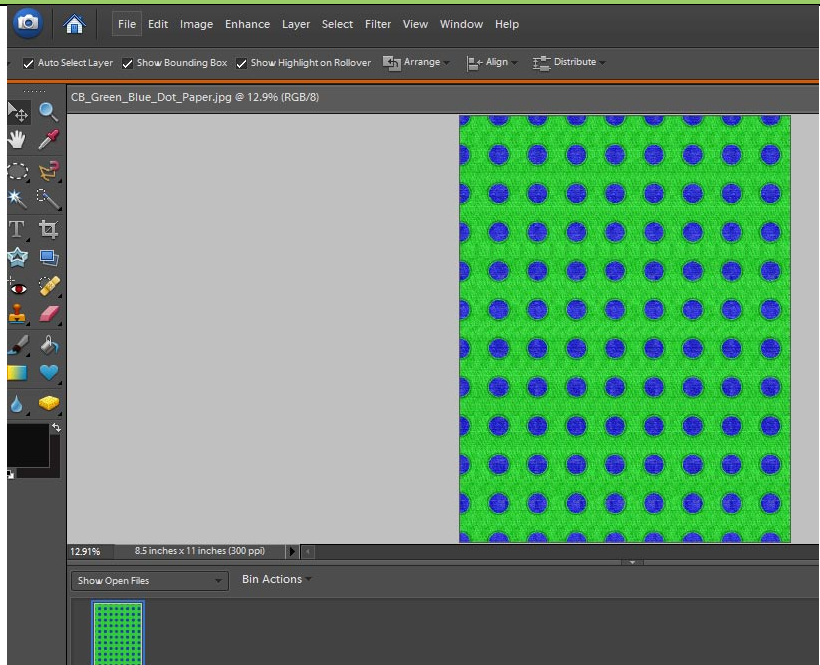 File Edit Image Enhance Layer Select Filter View Window Help
Auto Select Layer Show Bounding Box Show Highlight on Rollover Arrange Align Distribute
CB_Green_Blue_Dot_Paper.jpg @ 12.9% (RGB/8)
T
12.91% 8.5 inches x 11 inches (300 ppi)
Show Open Files Bin Actions